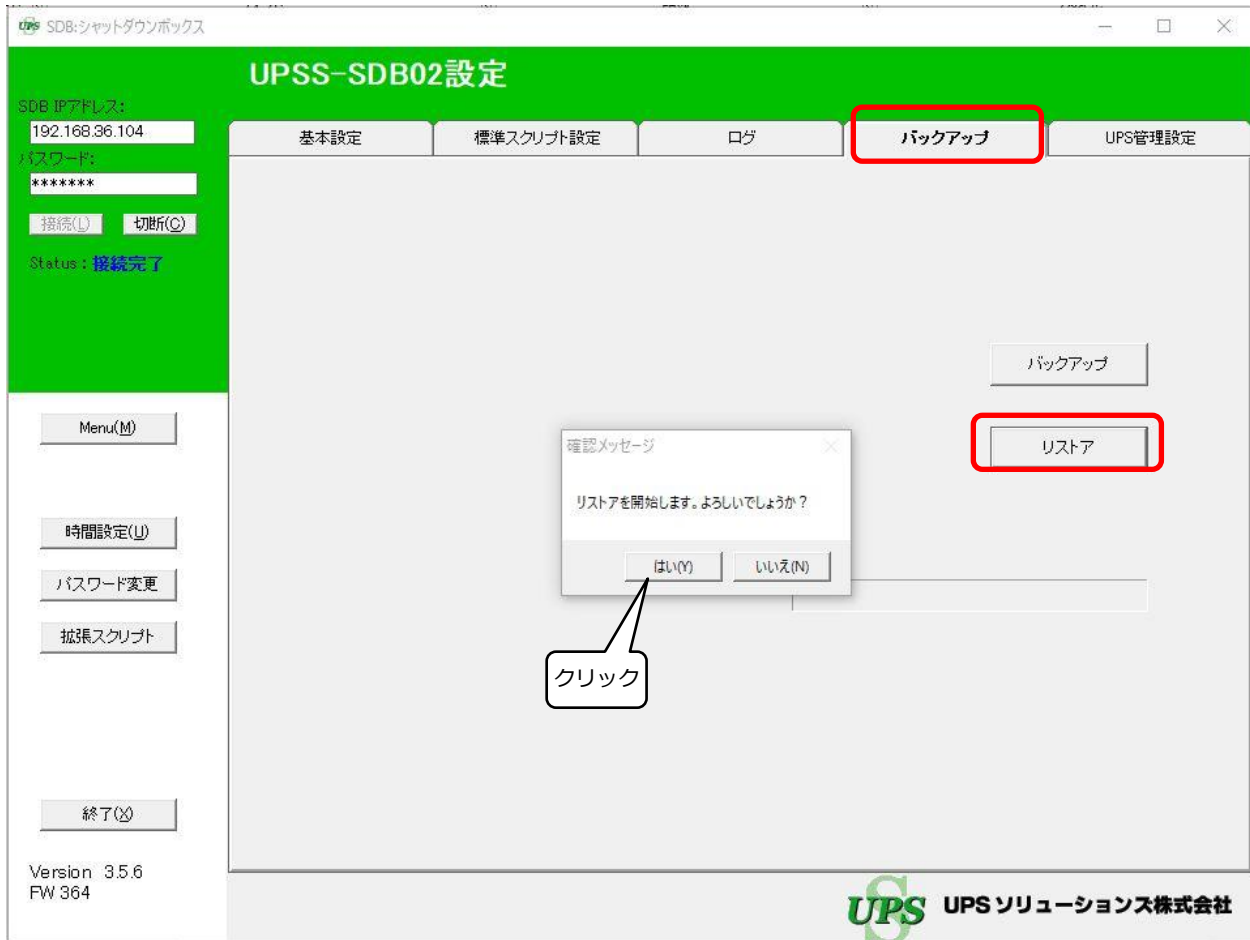 UPS SDB:シャットダウンボックス
UPSS-SDB02設定
SDB IPアドレス:
192.168.36.104
パスワード:
*******
接続(L) 切断(C)
Status：接続完了
基本設定 標準スクリプト設定 ログ バックアップ UPS管理設定
バックアップ
リストア
確認メッセージ
リストアを開始します。よろしいでしょうか？
はい(Y) いいえ(N)
クリック
Menu(M)
時間設定(U)
パスワード変更
拡張スクリプト
終了(X)
Version 3.5.6
FW 364
S UPS UPSソリューションズ株式会社